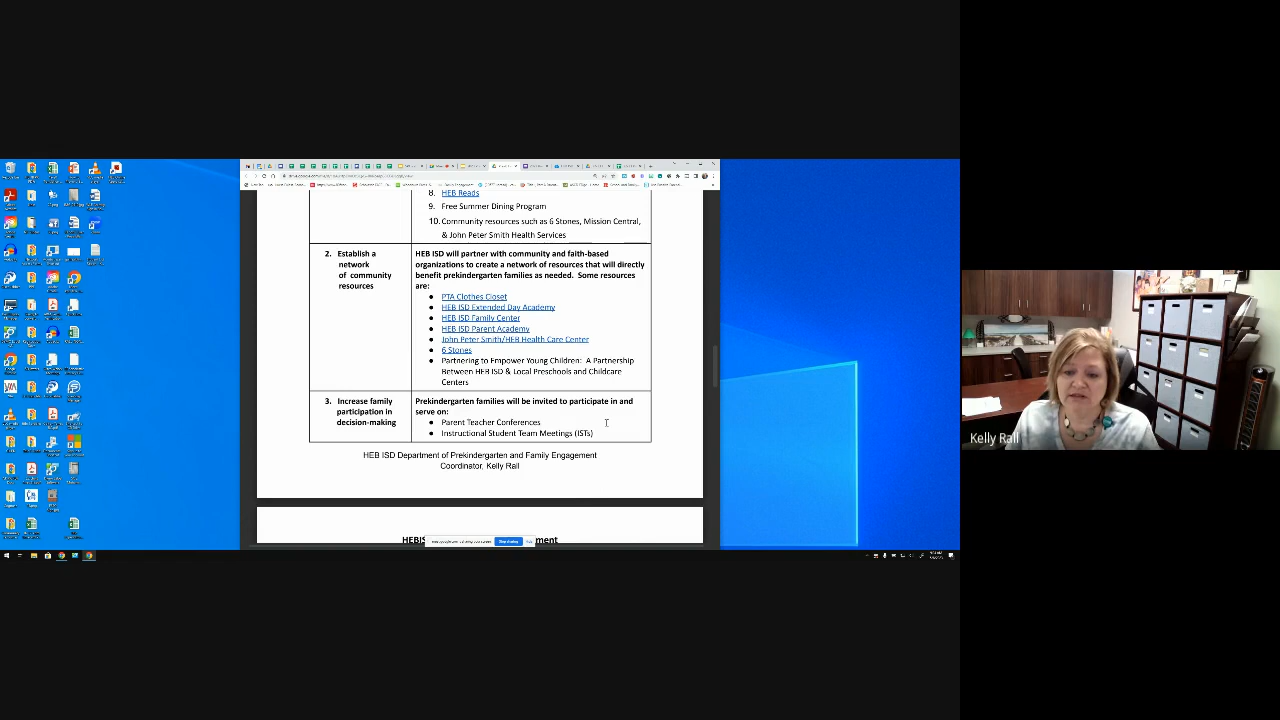 8. HEB Reads
9. Free Summer Dining Program
10. Community resources such as 6 Stones, Mission Central,
& John Peter Smith Health Services
2. Establish a
network
of community
resources
HEB ISD will partner with community and faith-based
organizations to create a network of resources that will directly
benefit prekindergarten families as needed. Some resources
are:
● PTA Clothes Closet
● HEB ISD Extended Day Academy
● HEB ISD Family Center
● HEB ISD Parent Academy
● John Peter Smith/HEB Health Care Center
● 6 Stones
● Partnering to Empower Young Children: A Partnership
Between HEB ISD & Local Preschools and Childcare
Centers
3. Increase family
participation in
decision-making
Prekindergarten families will be invited to participate in and
serve on:
● Parent Teacher Conferences
● Instructional Student Team Meetings (ISTs)
HEB ISD Department of Prekindergarten and Family Engagement
Coordinator, Kelly Rall
Stop sharing
Hide
Kelly Rall